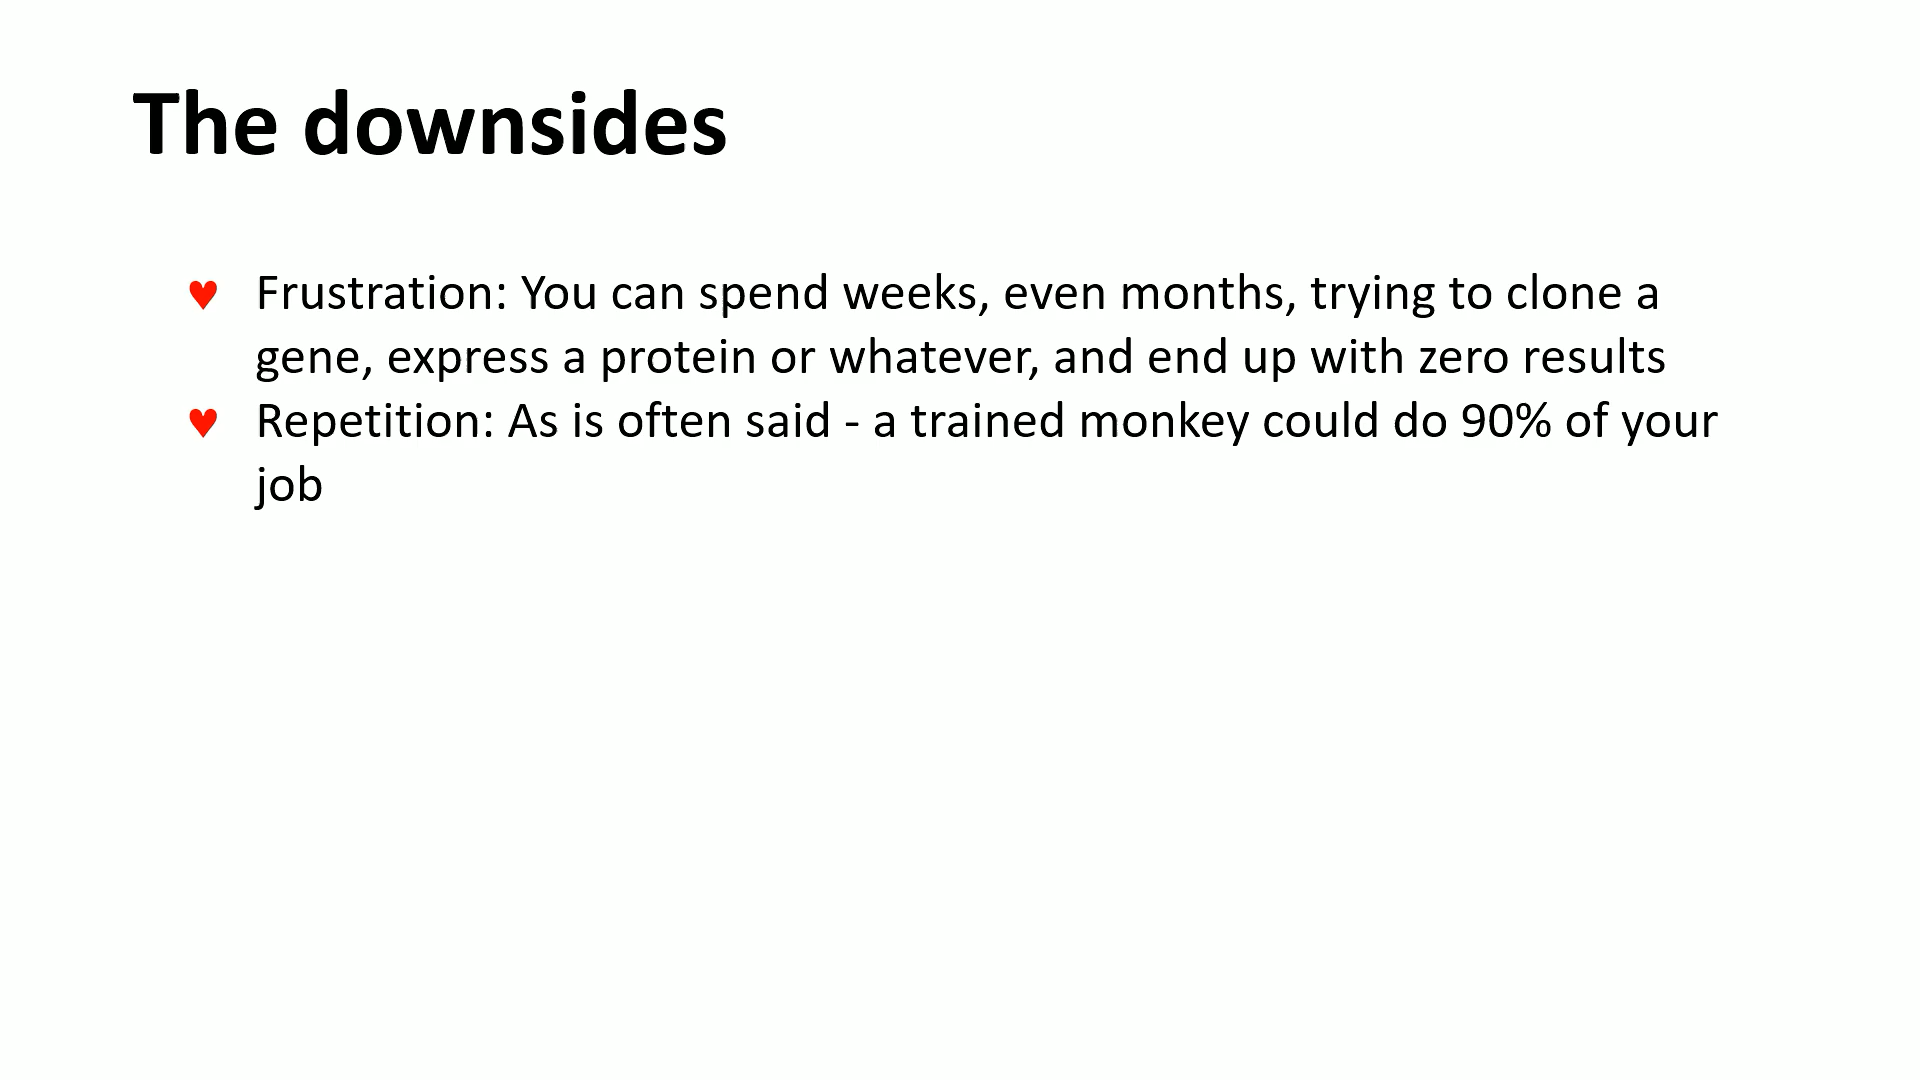 The downsides
♥ Frustration: You can spend weeks, even months, trying to clone a
gene, express a protein or whatever, and end up with zero results
♥ Repetition: As is often said - a trained monkey could do 90% of your
job